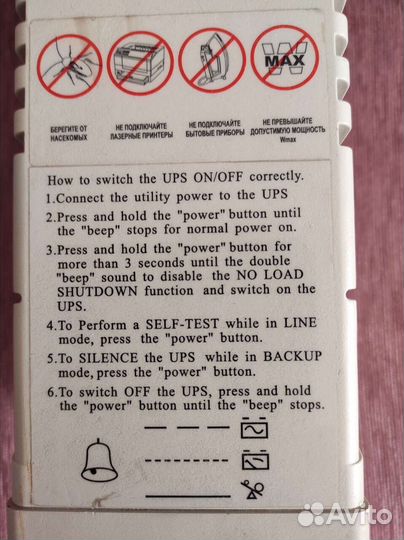 MAX
БЕРЕГИТЕ ОТ
НАСЕКОМЫХ
НЕ ПОДКЛЮЧАЙТЕ
ЛАЗЕРНЫЕ ПРИНТЕРЫ
НЕ ПОДКЛЮЧАЙТЕ
БЫТОВЫЕ ПРИБОРЫ
НЕ ПРЕВЫШАЙТЕ
ДОПУСТИМУЮ МОЩНОСТЬ
Wmax
How to switch the UPS ON/OFF correctly.
1.Connect the utility power to the UPS
2.Press and hold the "power" button until
the "beep" stops for normal power on.
3.Press and hold the "power" button for
more than 3 seconds until the double
"beep" sound to disable the NO LOAD
SHUTDOWN function and switch on the
UPS.
4.To Perform a SELF-TEST while in LINE
mode, press the "power" button.
5.To SILENCE the UPS while in BACKUP
mode, press the "power" button.
6.To switch OFF the UPS, press and hold
the "power" button until the "beep" stops.
Avito